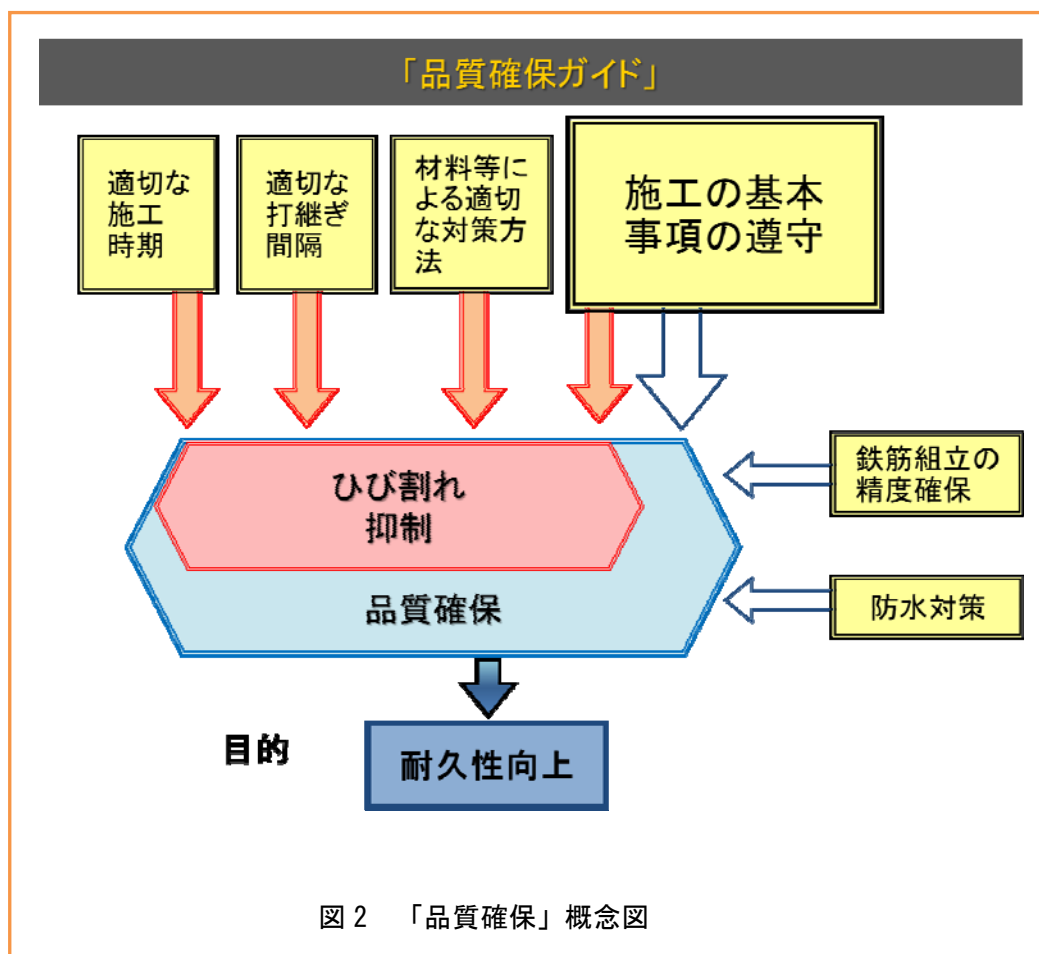 「品質確保ガイド」
適切な
施工
時期
適切な
打継ぎ
間隔
材料等に
よる適切
な対策方
法
施工の基本
事項の遵守
ひび割れ
抑制
品質確保
鉄筋組立の
精度確保
防水対策
目的
耐久性向上
図2 「品質確保」概念図